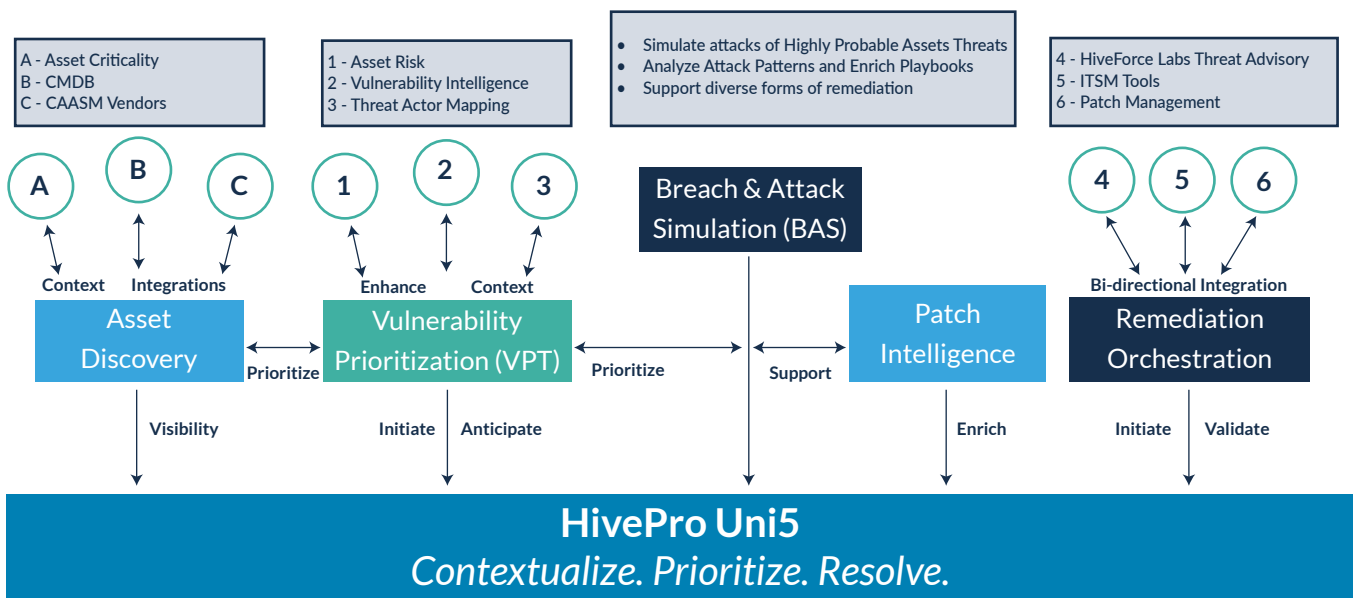 A - Asset Criticality
B - CMDB
C - CAASM Vendors
1 - Asset Risk
2 - Vulnerability Intelligence
3 - Threat Actor Mapping
• Simulate attacks of Highly Probable Assets Threats
• Analyze Attack Patterns and Enrich Playbooks
• Support diverse forms of remediation
4 - HiveForce Labs Threat Advisory
5 - ITSM Tools
6 - Patch Management
A
B
C
1
2
3
Breach & Attack
Simulation (BAS)
4
5
6
Context
Integrations
Enhance
Context
Bi-directional Integration
Asset
Discovery
Prioritize
Vulnerability
Prioritization (VPT)
Prioritize
Support
Patch
Intelligence
Remediation
Orchestration
Visibility
Initiate
Anticipate
Enrich
Initiate
Validate
HivePro Uni5
Contextualize. Prioritize. Resolve.